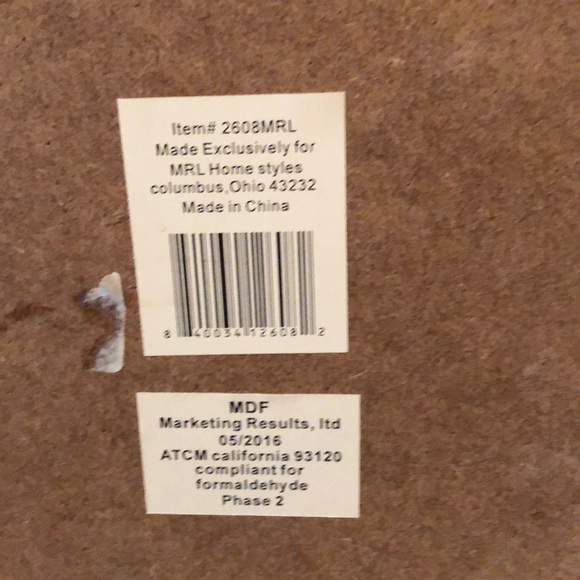 Item# 2608MRL
Made Exclusively for
MRL Home styles
columbus,Ohio 43232
Made in China
8 40034 12608 2
MDF
Marketing Results, ltd
05/2016
ATCM california 93120
compliant for
formaldehyde
Phase 2